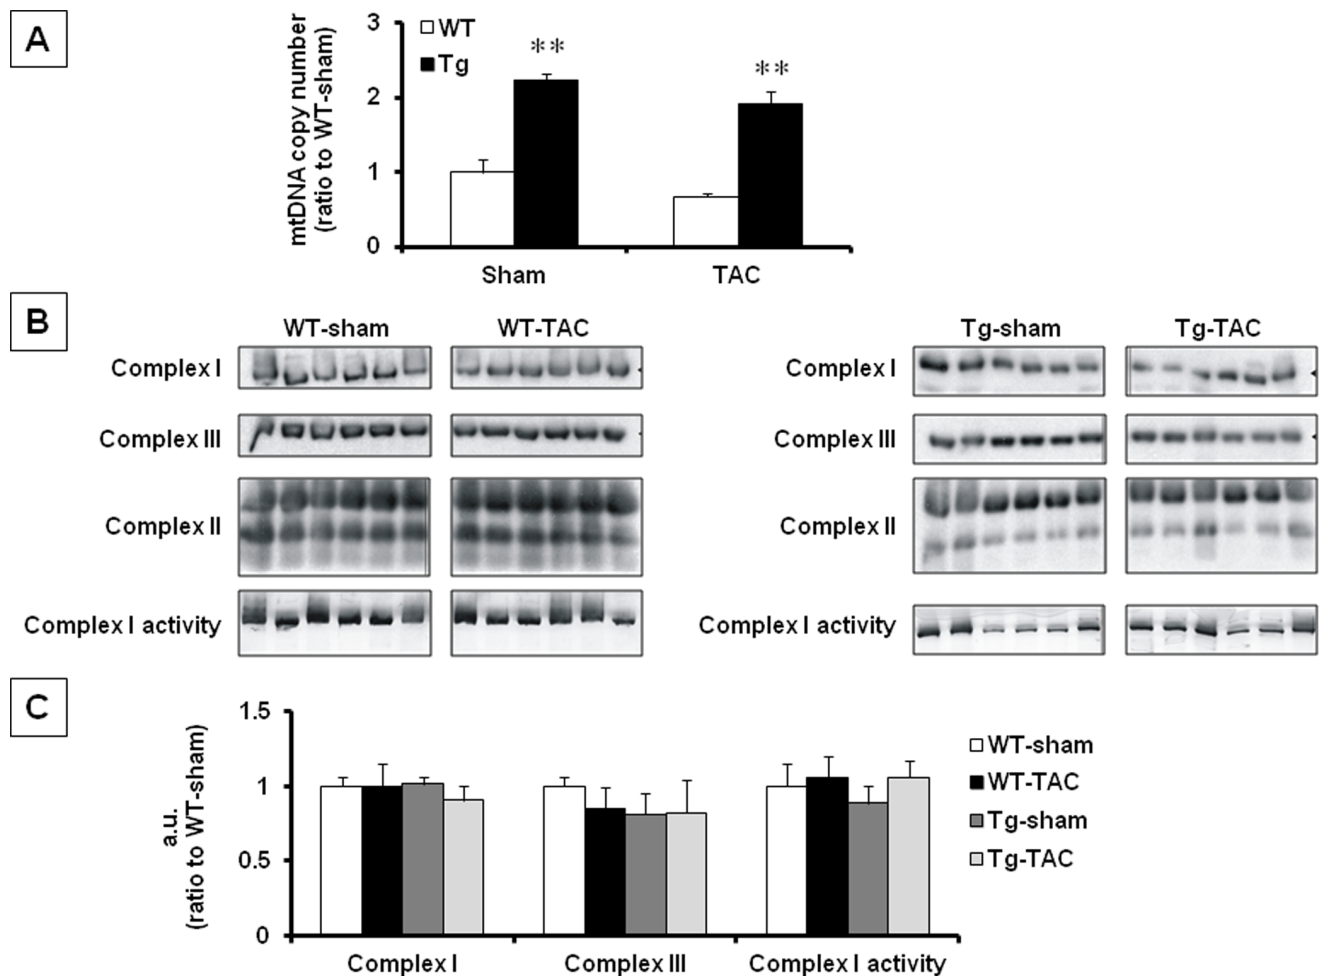 A
mtDNA copy number
(ratio to WT-sham)
3
2
1
0
WT
Tg
**
**
Sham
TAC
B
WT-sham
WT-TAC
Tg-sham
Tg-TAC
Complex I
Complex I
Complex III
Complex III
Complex II
Complex II
Complex I activity
Complex I activity
C
a.u.
(ratio to WT-sham)
1.5
1
0.5
0
WT-sham
WT-TAC
Tg-sham
Tg-TAC
Complex I
Complex III
Complex I activity